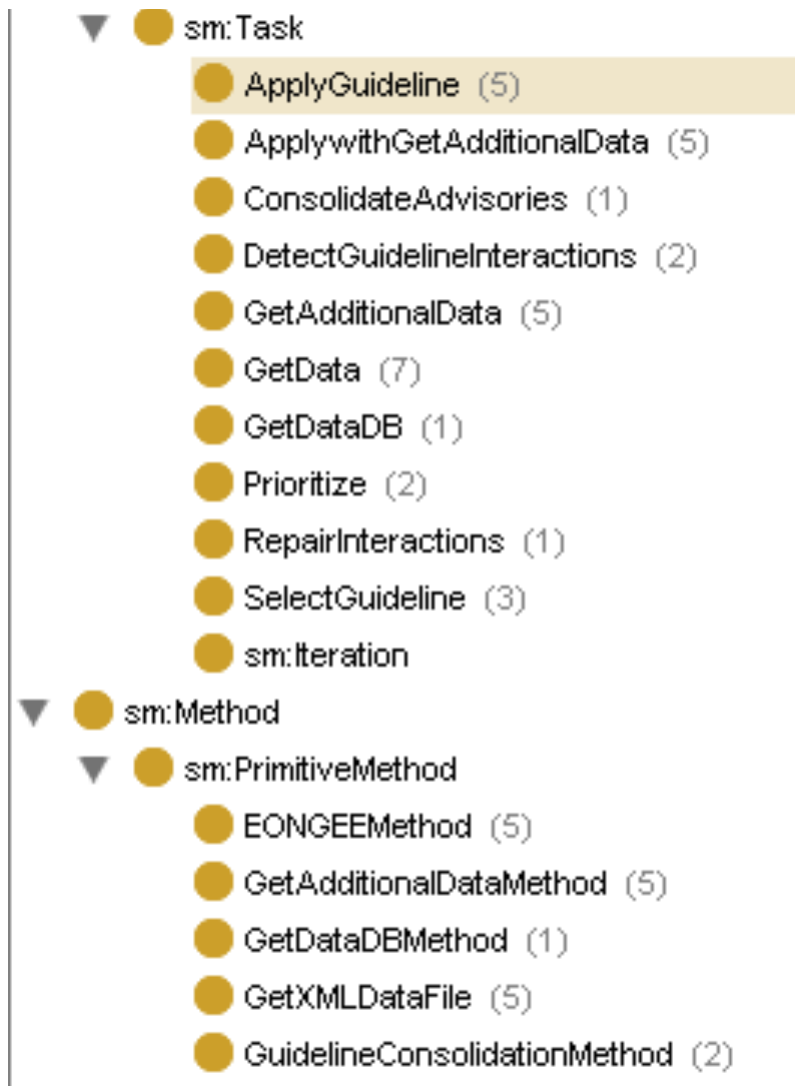 sm:Task
ApplyGuideline (5)
ApplywithGetAdditionalData (5)
ConsolidateAdvisories (1)
DetectGuidelineInteractions (2)
GetAdditionalData (5)
GetData (7)
GetDataDB (1)
Prioritize (2)
RepairInteractions (1)
SelectGuideline (3)
sm:Iteration
sm:Method
sm:PrimitiveMethod
EONGEEMethod (5)
GetAdditionalDataMethod (5)
GetDataDBMethod (1)
GetXMLDataFile (5)
GuidelineConsolidationMethod (2)